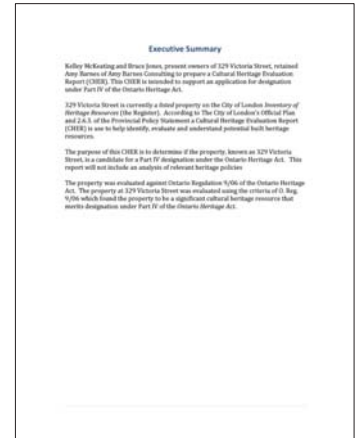 Executive Summary
Kelley McKeating and Bruce Jones, present owners of 329 Victoria Street, retained
Amy Barnes of Amy Barnes Consulting to prepare a Cultural Heritage Evaluation
Report (CHER). This CHER is intended to support an application for designation
under Part IV of the Ontario Heritage Act.
329 Victoria Street is currently a listed property on the City of London Inventory of
Heritage Resources (the Register). According to The City of London's Official Plan
and 2.6.3. of the Provincial Policy Statement a Cultural Heritage Evaluation Report
(CHER) is use to help identify, evaluate and understand potential built heritage
resources.
The purpose of this CHER is to determine if the property, known as 329 Victoria
Street, is a candidate for a Part IV designation under the Ontario Heritage Act. This
report will not include an analysis of relevant heritage policies
The property was evaluated against Ontario Regulation 9/06 of the Ontario Heritage
Act. The property at 329 Victoria Street was evaluated using the criteria of O. Reg.
9/06 which found the property to be a significant cultural heritage resource that
merits designation under Part IV of the Ontario Heritage Act.